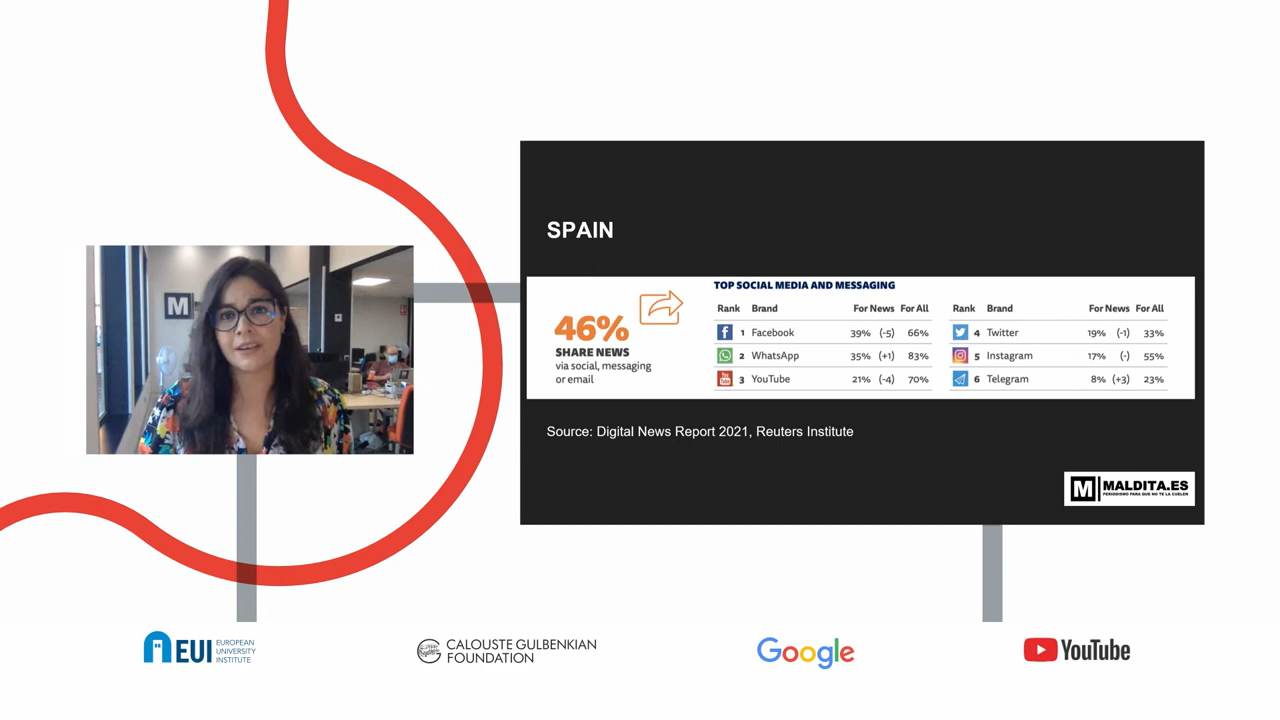 M
SPAIN
46%
SHARE NEWS
via social, messaging
or email
TOP SOCIAL MEDIA AND MESSAGING
Rank Brand For News For All
1 Facebook 39% (-5) 66%
2 WhatsApp 35% (+1) 83%
You Tube 3 YouTube 21% (-4) 70%
Rank Brand For News For All
4 Twitter 19% (-1) 33%
5 Instagram 17% (-) 55%
6 Telegram 8% (+3) 23%
Source: Digital News Report 2021, Reuters Institute
M MALDITA.ES
PERIODISMO PARA QUE NO TE LA CUELEN
EUI EUROPEAN
UNIVERSITY
INSTITUTE
CALOUSTE GULBENKIAN
FOUNDATION
Google
YouTube